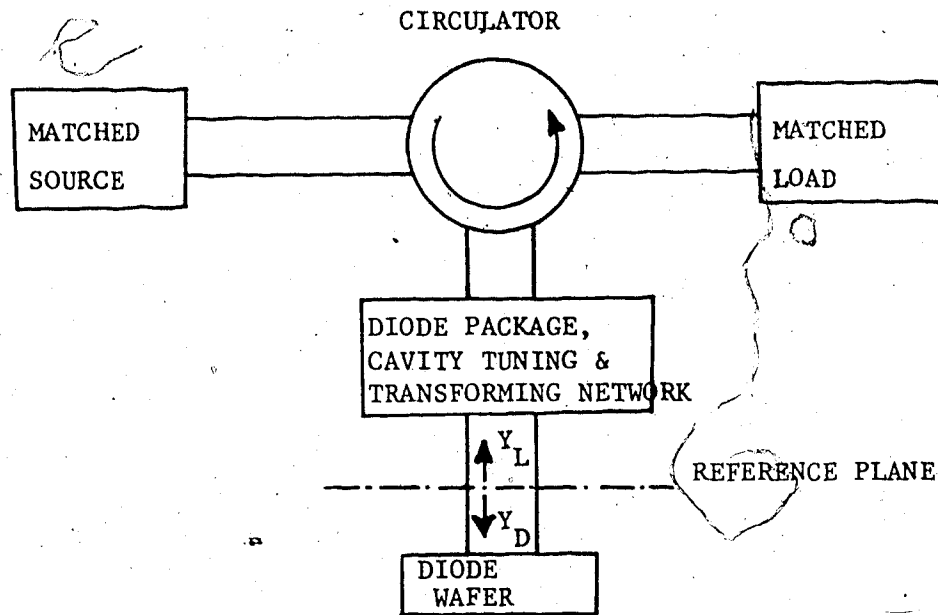 CIRCULATOR
MATCHED
SOURCE
MATCHED
LOAD
DIODE PACKAGE,
CAVITY TUNING &
TRANSFORMING NETWORK
Y_L
REFERENCE PLANE
Y_D
DIODE
WAFER